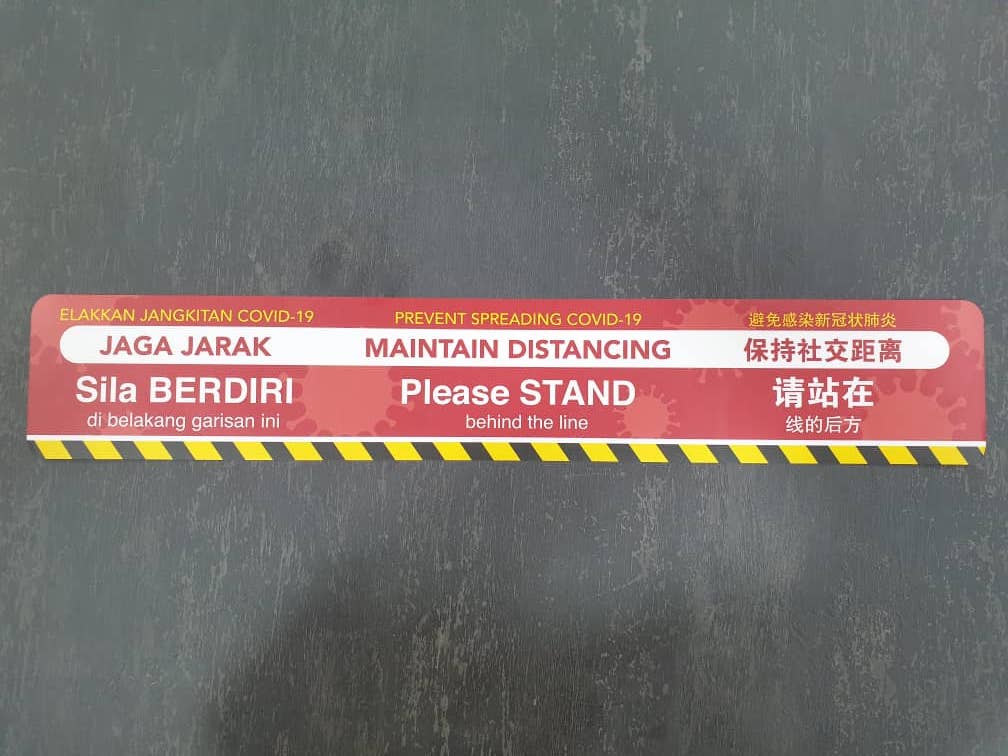 ELAKKAN JANGKITAN COVID-19
JAGA JARAK
Sila BERDIRI
di belakang garisan ini
PREVENT SPREADING COVID-19
MAINTAIN DISTANCING
Please STAND
behind the line
避免感染新冠状肺炎
保持社交距离
请站在
线的后方